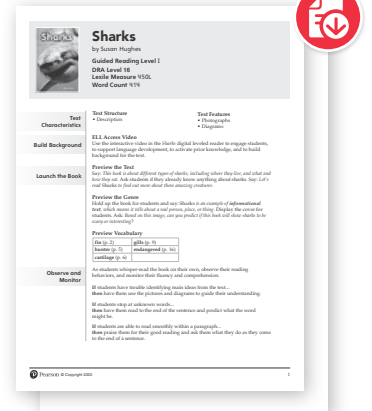 Sharks
Sharks
by Susan Hughes
Guided Reading Level I
DRA Level 16
Lexile Measure 450L
Word Count 414
Text
Characteristics
Text Structure
• Description
Text Features
• Photographs
• Diagrams
Build Background
ELL Access Video
Use the interactive video in the Sharks digital leveled reader to engage students,
to support language development, to activate prior knowledge, and to build
background for the text.
Launch the Book
Preview the Text
Say: This book is about different types of sharks, including where they live, and what and
how they eat. Ask students if they already know anything about sharks. Say: Let's
read Sharks to find out more about these amazing creatures.
Preview the Genre
Hold up the book for students and say: Sharks is an example of informational
text, which means it tells about a real person, place, or thing. Display the cover for
students. Ask: Based on this image, can you predict if this book will show sharks to be
scary or interesting?
Preview Vocabulary
fin (p. 2) gills (p. 9)
hunter (p. 5) endangered (p. 16)
cartilage (p. 6)
Observe and
Monitor
As students whisper-read the book on their own, observe their reading
behaviors, and monitor their fluency and comprehension.
If students have trouble identifying main ideas from the text...
then have them use the pictures and diagrams to guide their understanding.
If students stop at unknown words...
then have them read to the end of the sentence and predict what the word
might be.
If students are able to read smoothly within a paragraph...
then praise them for their good reading and ask them what they do as they come
to the end of a sentence.
Pearson © Copyright 2005
1